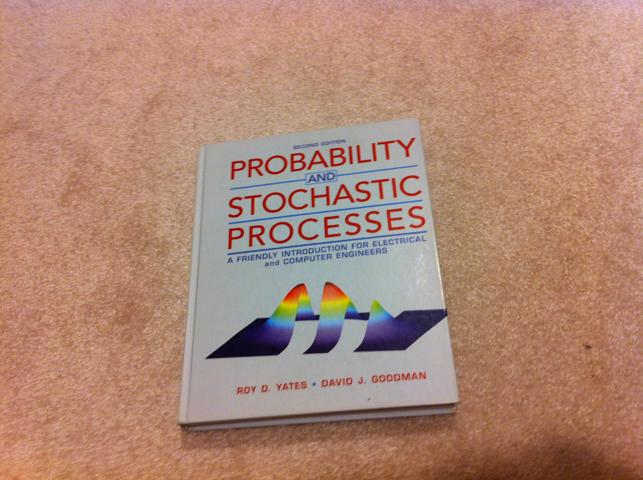 SECOND EDITION
PROBABILITY
AND
STOCHASTIC
PROCESSES
A FRIENDLY INTRODUCTION FOR ELECTRICAL
and COMPUTER ENGINEERS
ROY D. YATES • DAVID J. GOODMAN